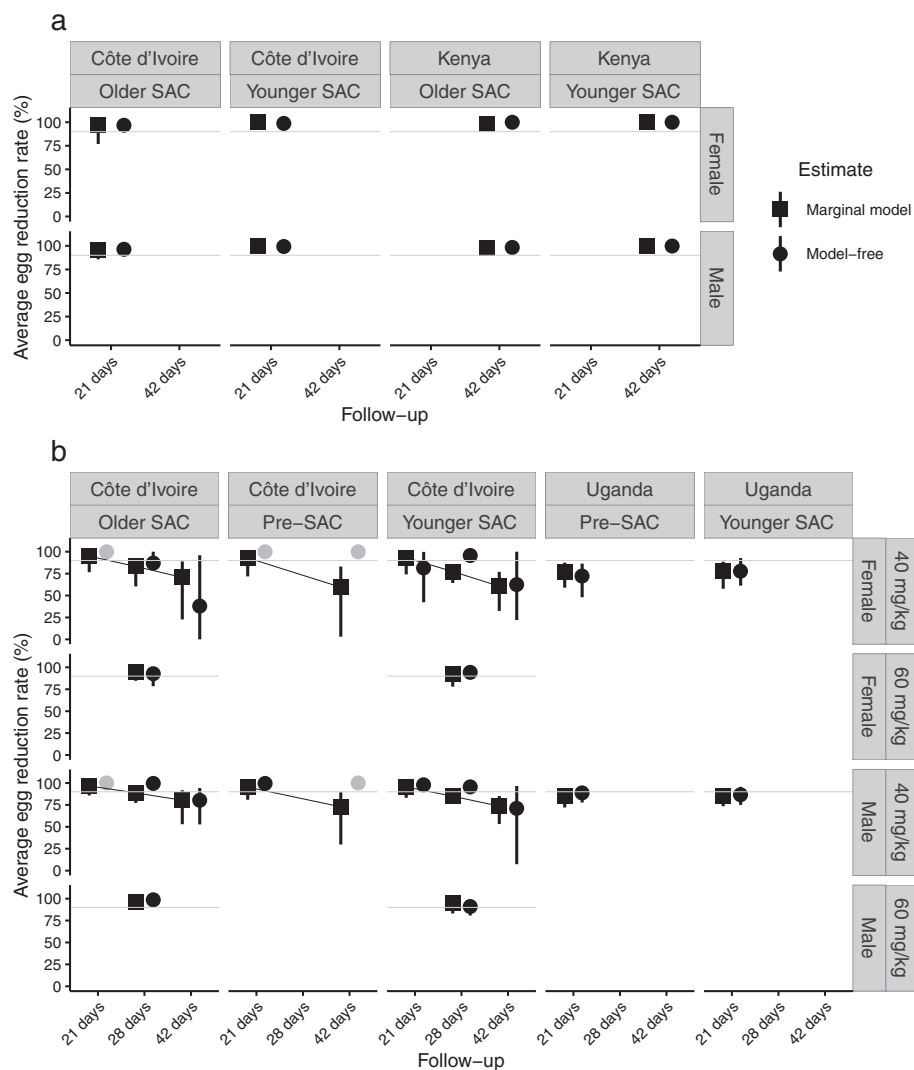 a
Côte d'Ivoire Côte d'Ivoire Kenya Kenya
Older SAC Younger SAC Older SAC Younger SAC
Average egg reduction rate (%)
100
75
50
25
0
Female
100
75
50
25
0
Male
21 days 42 days 21 days 42 days 21 days 42 days 21 days 42 days
Follow−up
Estimate
Marginal model
Model−free
b
Côte d'Ivoire Côte d'Ivoire Côte d'Ivoire Uganda Uganda
Older SAC Pre−SAC Younger SAC Pre−SAC Younger SAC
Average egg reduction rate (%)
100
75
50
25
0
Female 40 mg/kg
100
75
50
25
0
Female 60 mg/kg
100
75
50
25
0
Male 40 mg/kg
100
75
50
25
0
Male 60 mg/kg
21 days 28 days 42 days 21 days 28 days 42 days 21 days 28 days 42 days 21 days 28 days 42 days 21 days 28 days 42 days
Follow−up